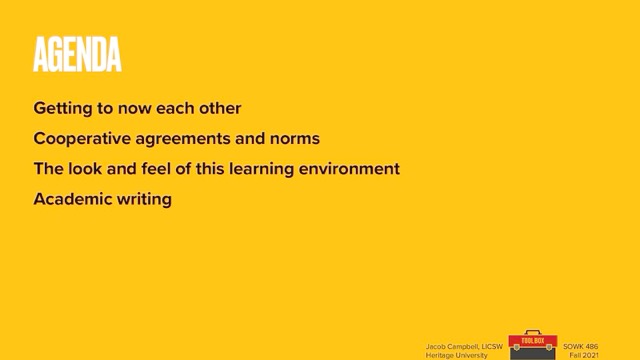 AGENDA
Getting to now each other
Cooperative agreements and norms
The look and feel of this learning environment
Academic writing
Jacob Campbell, LICSW
Heritage University
TOOLBOX
SOWK 486
Fall 2021